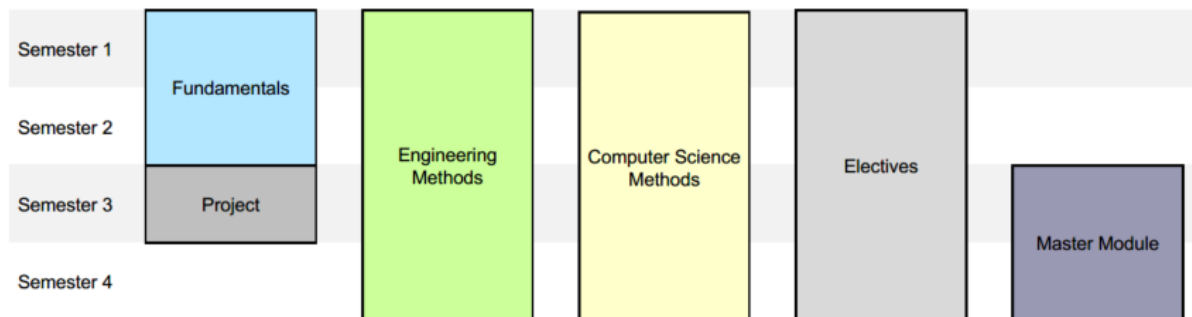 Semester 1
Fundamentals
Semester 2
Engineering
Methods
Computer Science
Methods
Electives
Semester 3
Project
Master Module
Semester 4